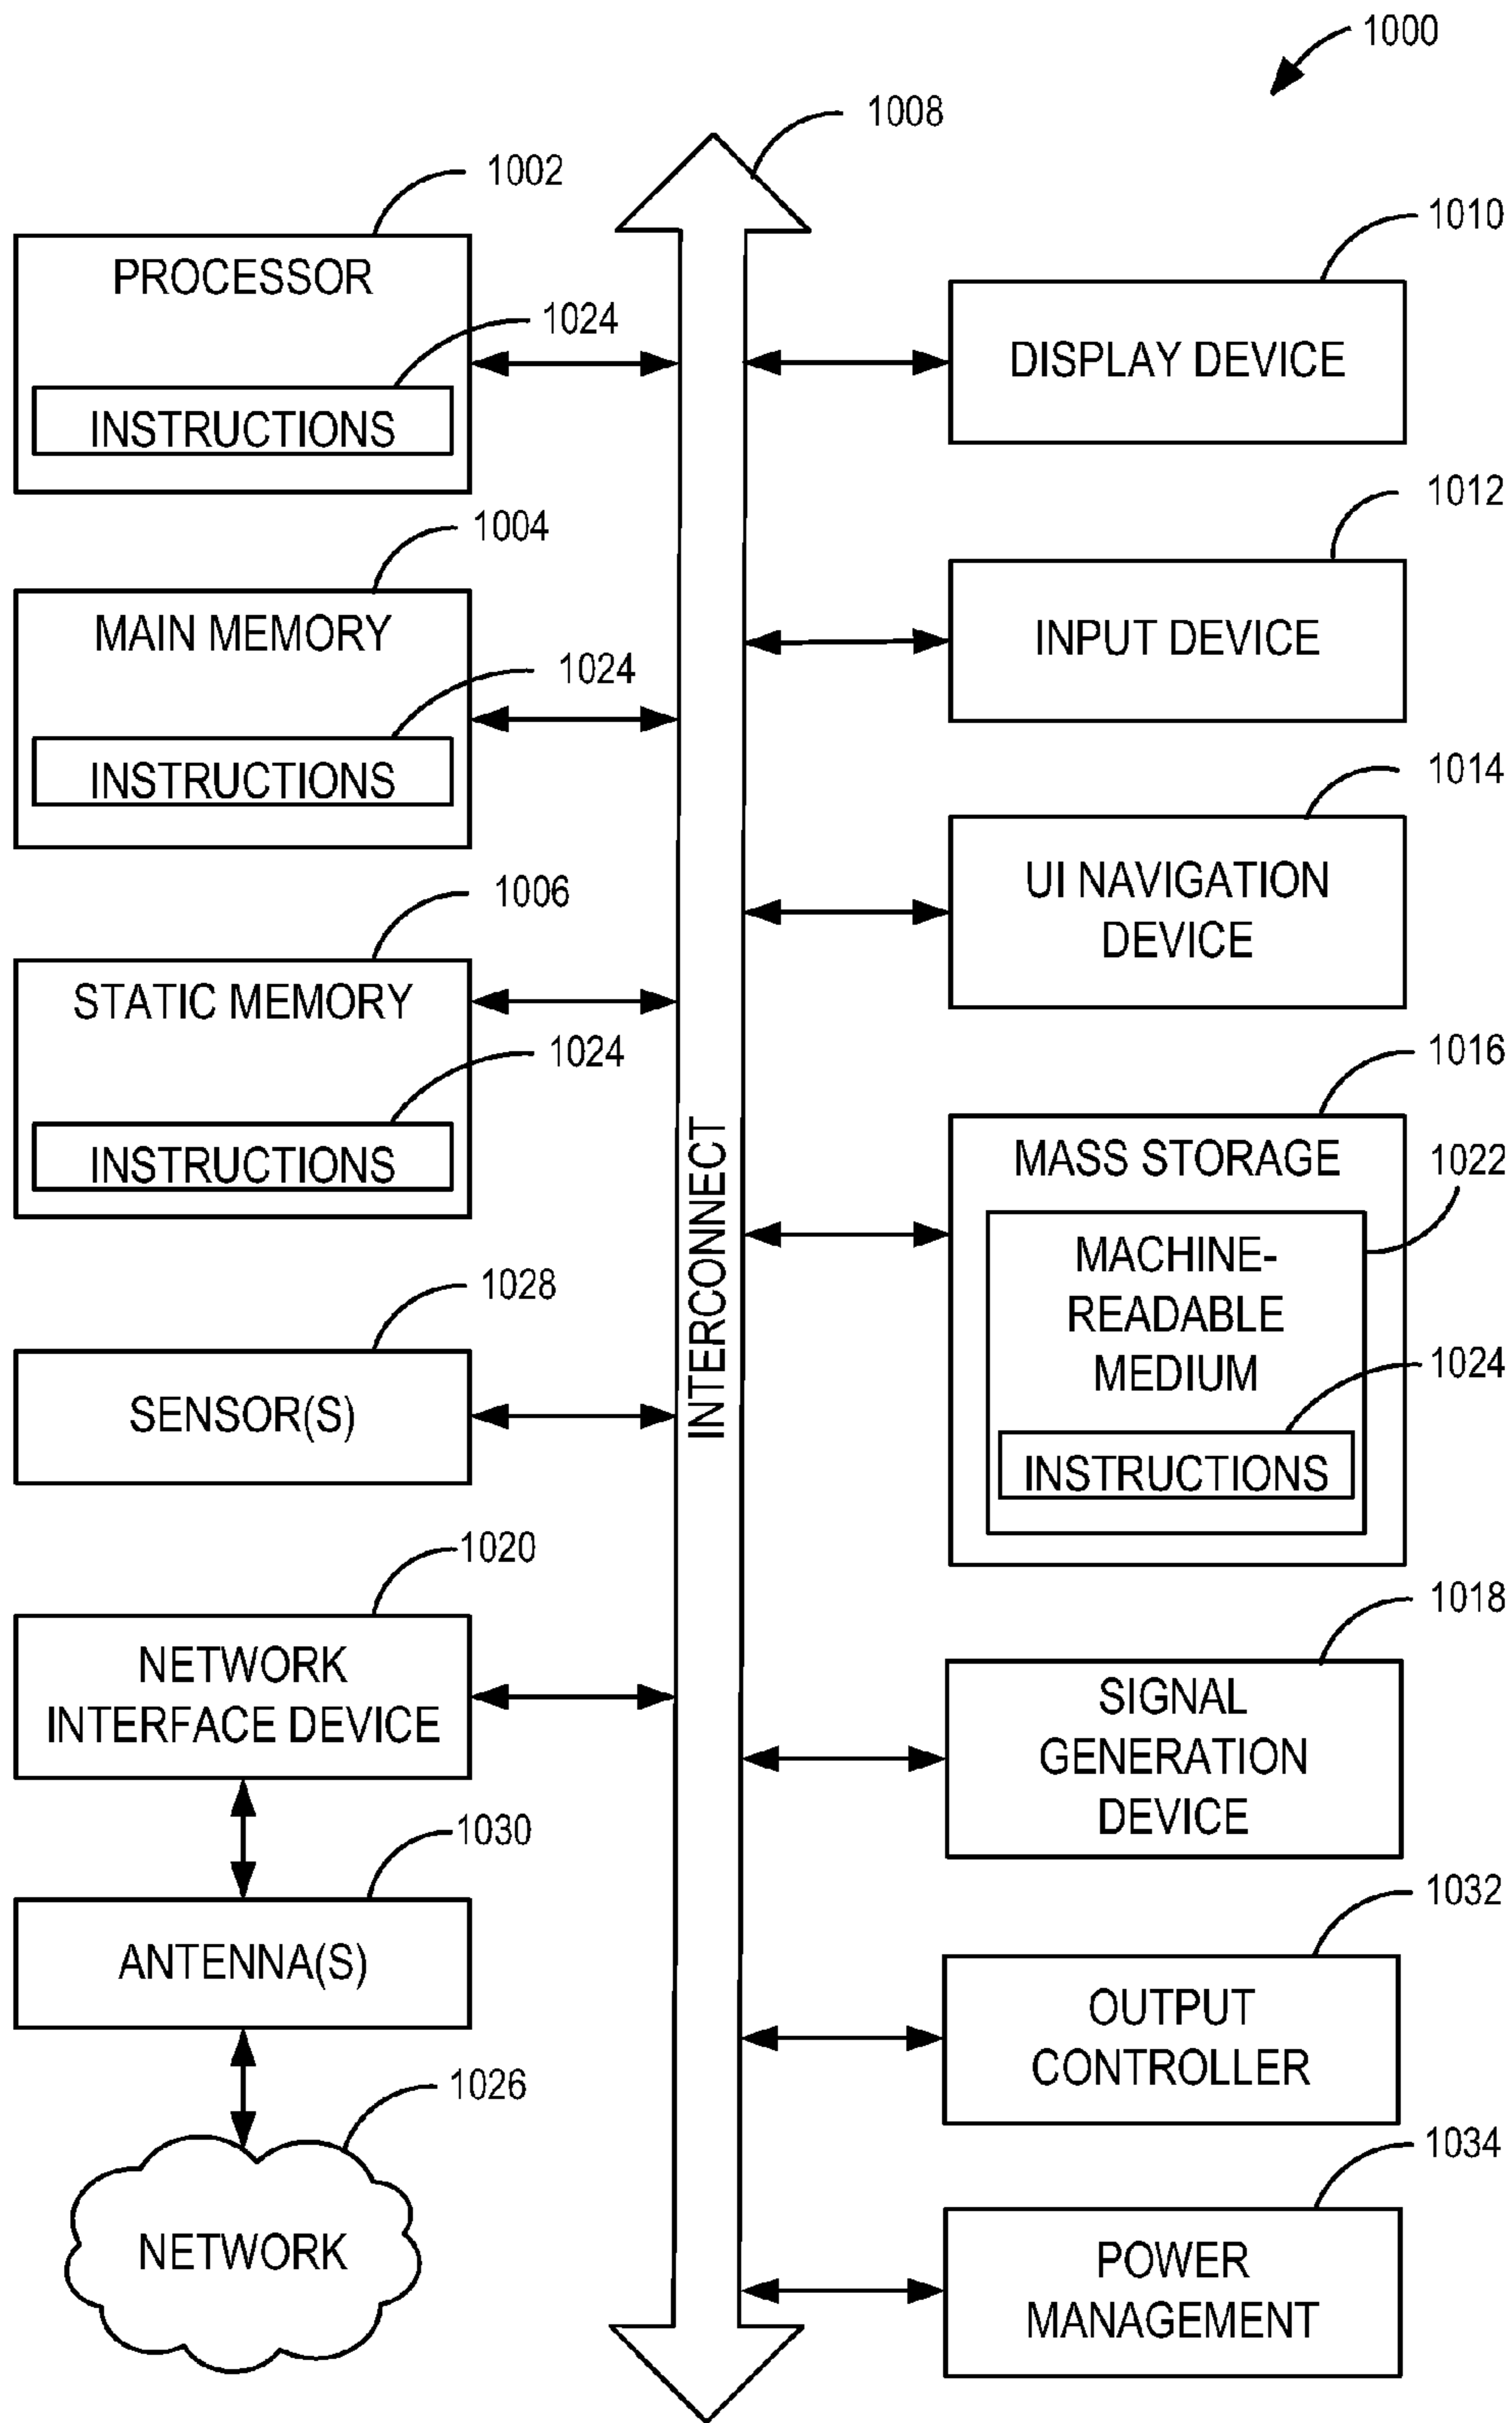 1000
1008
1002
PROCESSOR
1024
INSTRUCTIONS
1004
MAIN MEMORY
1024
INSTRUCTIONS
1006
STATIC MEMORY
1024
INSTRUCTIONS
1028
SENSOR(S)
1020
NETWORK
INTERFACE DEVICE
1030
ANTENNA(S)
1026
NETWORK
INTERCONNECT
1010
DISPLAY DEVICE
1012
INPUT DEVICE
1014
UI NAVIGATION
DEVICE
1016
MASS STORAGE
1022
MACHINE-
READABLE
MEDIUM
1024
INSTRUCTIONS
1018
SIGNAL
GENERATION
DEVICE
1032
OUTPUT
CONTROLLER
1034
POWER
MANAGEMENT